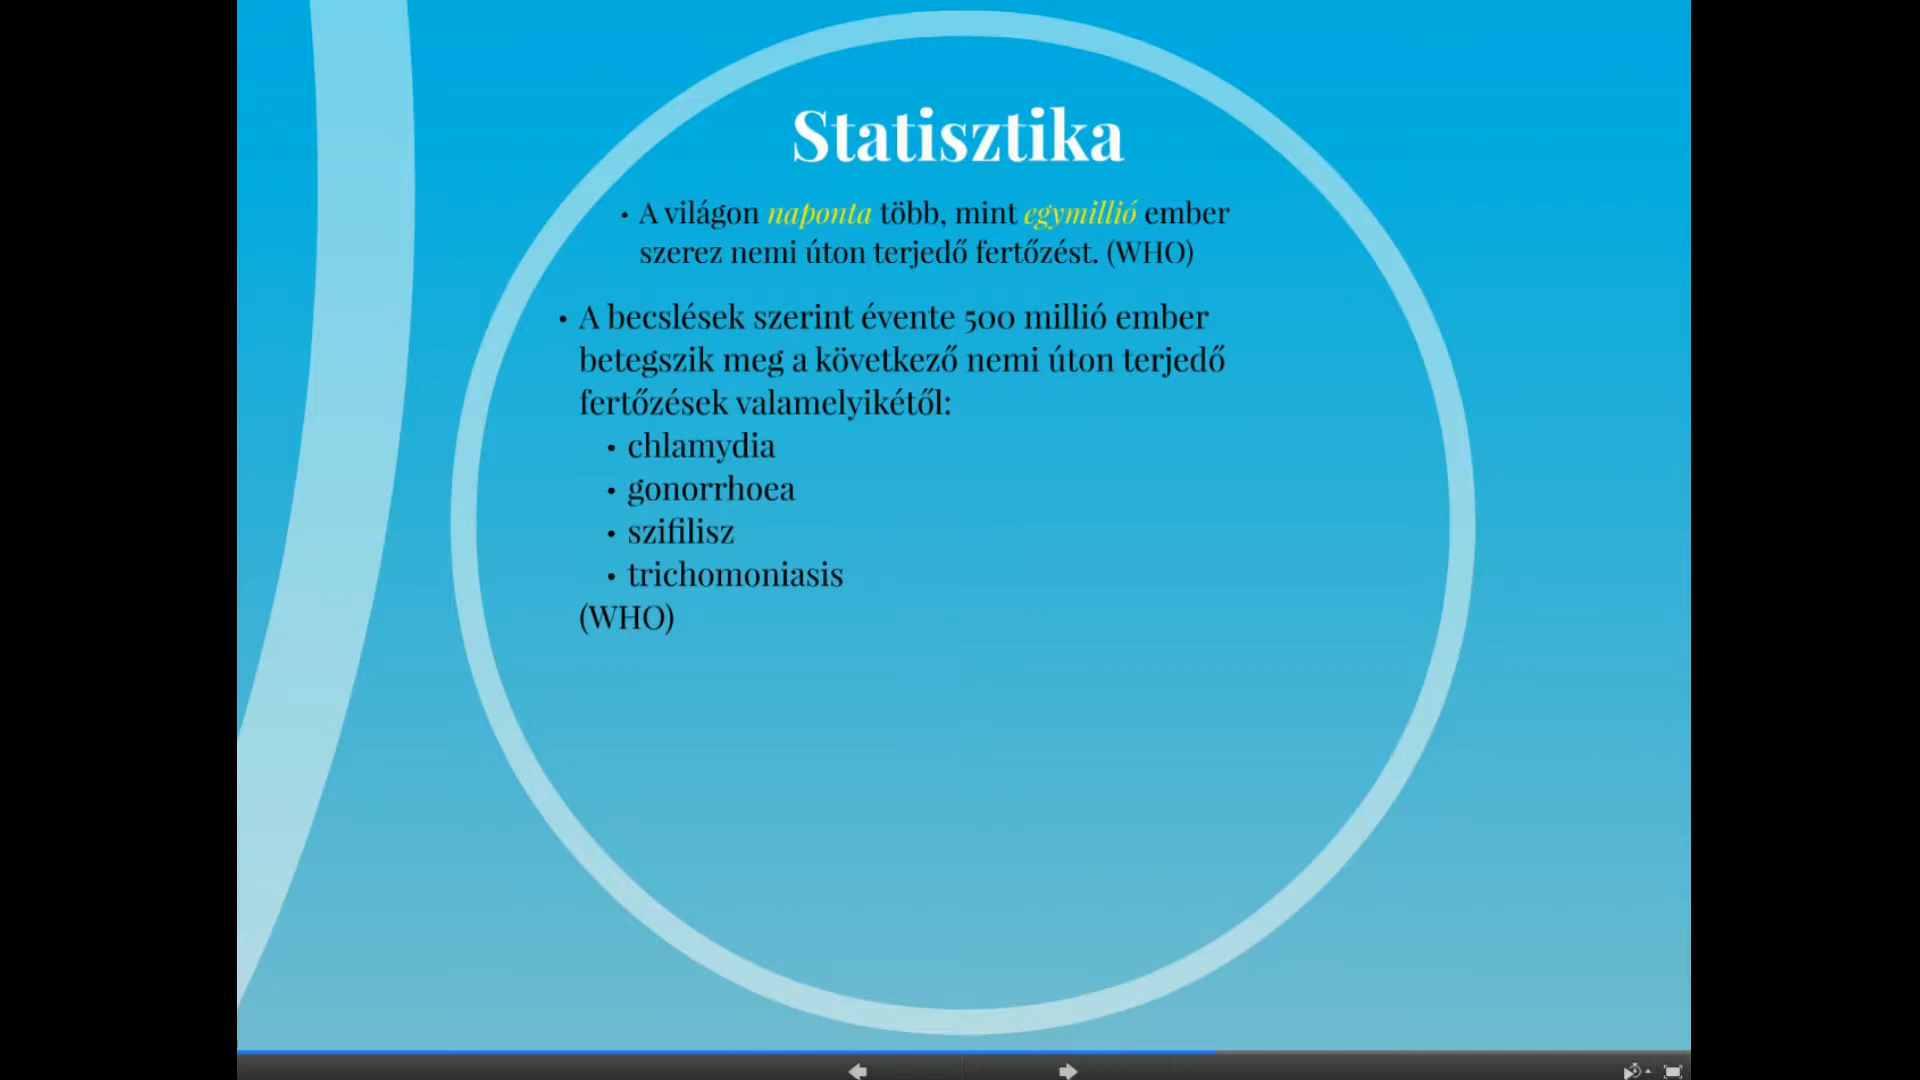 Statisztika
• A világon naponta több, mint egymillió ember
szerez nemi úton terjedő fertőzést. (WHO)
• A becslések szerint évente 500 millió ember
betegszik meg a következő nemi úton terjedő
fertőzések valamelyikétől:
• chlamydia
• gonorrhoea
• szifilisz
• trichomoniasis
(WHO)